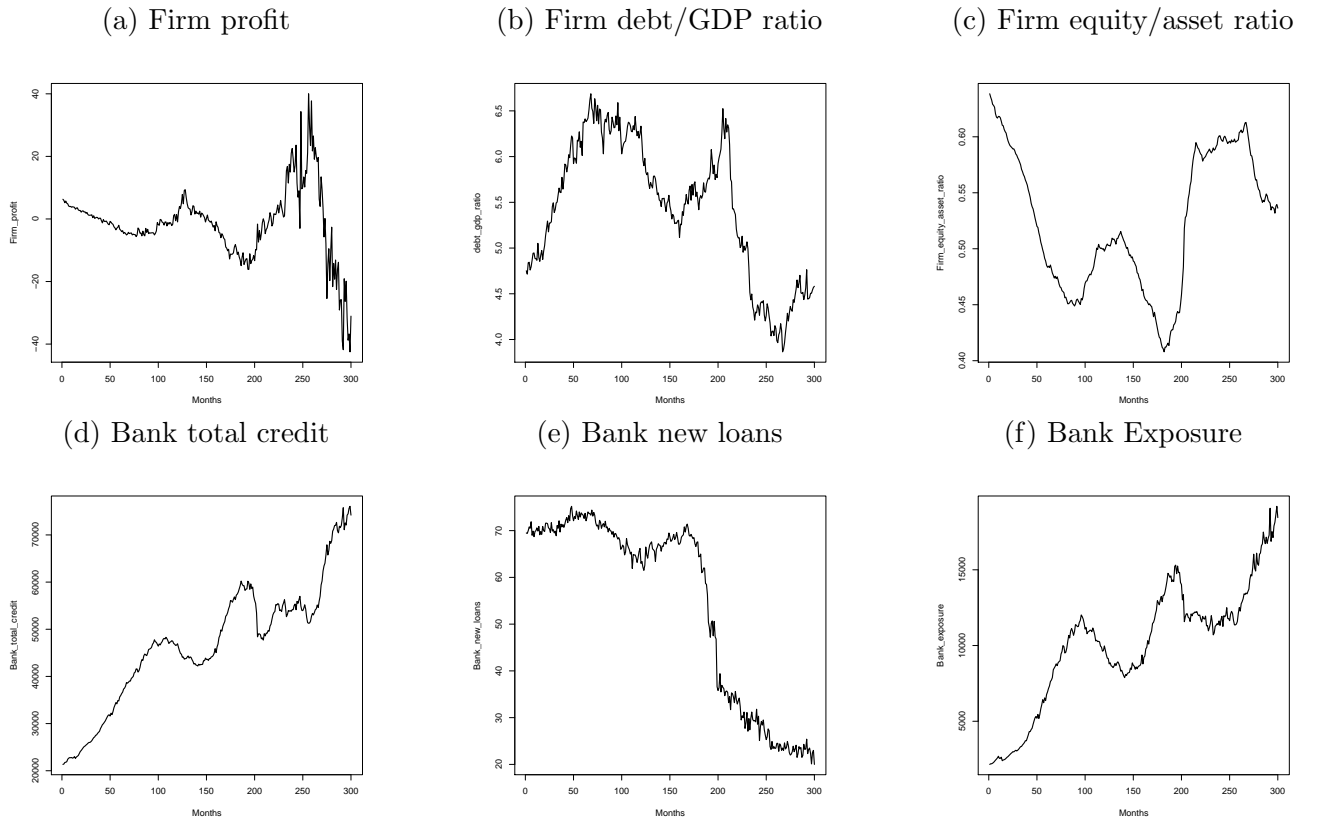 (a) Firm profit
(b) Firm debt/GDP ratio
(c) Firm equity/asset ratio
Firm_profit
40
20
0
−20
−40
0 50 100 150 200 250 300
Months
debt_gdp_ratio
6.5
6.0
5.5
5.0
4.5
4.0
0 50 100 150 200 250 300
Months
Firm_equity_asset_ratio
0.60
0.55
0.50
0.45
0.40
0 50 100 150 200 250 300
Months
(d) Bank total credit
(e) Bank new loans
(f) Bank Exposure
Bank_total_credit
70000
60000
50000
40000
30000
20000
0 50 100 150 200 250 300
Months
Bank_new_loans
70
60
50
40
30
20
0 50 100 150 200 250 300
Months
Bank_exposure
15000
10000
5000
0 50 100 150 200 250 300
Months